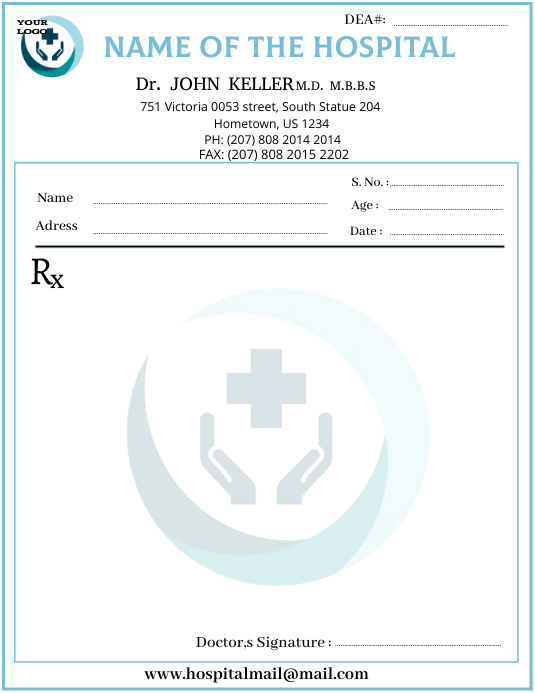 YOUR
LOGO
DEA#:
NAME OF THE HOSPITAL
Dr. JOHN KELLER M.D. M.B.B.S
751 Victoria 0053 street, South Statue 204
Hometown, US 1234
PH: (207) 808 2014 2014
FAX: (207) 808 2015 2202
S. No. :
Name
Age :
Adress
Date :
Rx
Doctor,s Signature :
www.hospitalmail@mail.com